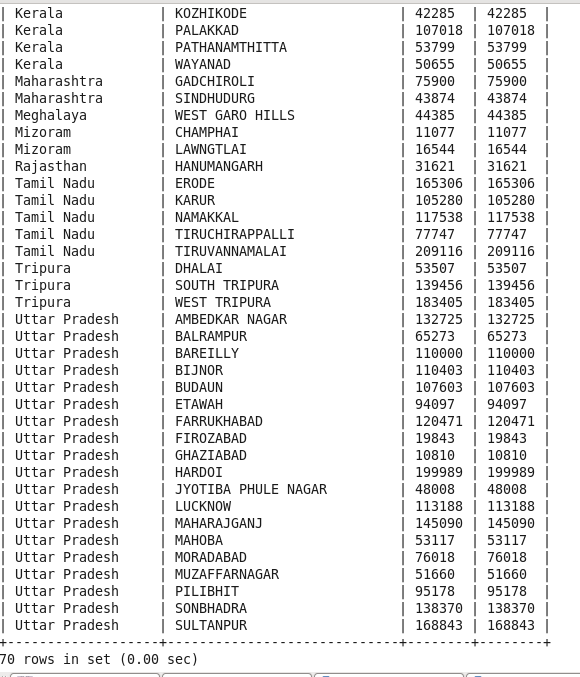 | Kerala | KOZHIKODE | 42285 | 42285 |
| Kerala | PALAKKAD | 107018 | 107018 |
| Kerala | PATHANAMTHITTA | 53799 | 53799 |
| Kerala | WAYANAD | 50655 | 50655 |
| Maharashtra | GADCHIROLI | 75900 | 75900 |
| Maharashtra | SINDHUDURG | 43874 | 43874 |
| Meghalaya | WEST GARO HILLS | 44385 | 44385 |
| Mizoram | CHAMPHAI | 11077 | 11077 |
| Mizoram | LAWNGTLAI | 16544 | 16544 |
| Rajasthan | HANUMANGARH | 31621 | 31621 |
| Tamil Nadu | ERODE | 165306 | 165306 |
| Tamil Nadu | KARUR | 105280 | 105280 |
| Tamil Nadu | NAMAKKAL | 117538 | 117538 |
| Tamil Nadu | TIRUCHIRAPPALLI | 77747 | 77747 |
| Tamil Nadu | TIRUVANNAMALAI | 209116 | 209116 |
| Tripura | DHALAI | 53507 | 53507 |
| Tripura | SOUTH TRIPURA | 139456 | 139456 |
| Tripura | WEST TRIPURA | 183405 | 183405 |
| Uttar Pradesh | AMBEDKAR NAGAR | 132725 | 132725 |
| Uttar Pradesh | BALRAMPUR | 65273 | 65273 |
| Uttar Pradesh | BAREILLY | 110000 | 110000 |
| Uttar Pradesh | BIJNOR | 110403 | 110403 |
| Uttar Pradesh | BUDAUN | 107603 | 107603 |
| Uttar Pradesh | ETAWAH | 94097 | 94097 |
| Uttar Pradesh | FARRUKHABAD | 120471 | 120471 |
| Uttar Pradesh | FIROZABAD | 19843 | 19843 |
| Uttar Pradesh | GHAZIABAD | 10810 | 10810 |
| Uttar Pradesh | HARDOI | 199989 | 199989 |
| Uttar Pradesh | JYOTIBA PHULE NAGAR | 48008 | 48008 |
| Uttar Pradesh | LUCKNOW | 113188 | 113188 |
| Uttar Pradesh | MAHARAJGANJ | 145090 | 145090 |
| Uttar Pradesh | MAHOBA | 53117 | 53117 |
| Uttar Pradesh | MORADABAD | 76018 | 76018 |
| Uttar Pradesh | MUZAFFARNAGAR | 51660 | 51660 |
| Uttar Pradesh | PILIBHIT | 95178 | 95178 |
| Uttar Pradesh | SONBHADRA | 138370 | 138370 |
| Uttar Pradesh | SULTANPUR | 168843 | 168843 |
+-------------------+-----------------------------+--------+--------+
70 rows in set (0.00 sec)